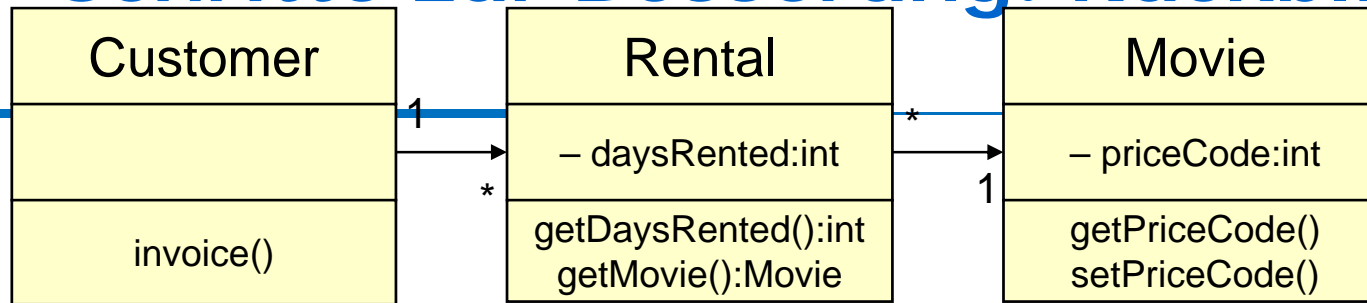 Customer
Rental
Movie
1
*
– daysRented:int
– priceCode:int
*
1
invoice()
getDaysRented():int
getMovie():Movie
getPriceCode()
setPriceCode()